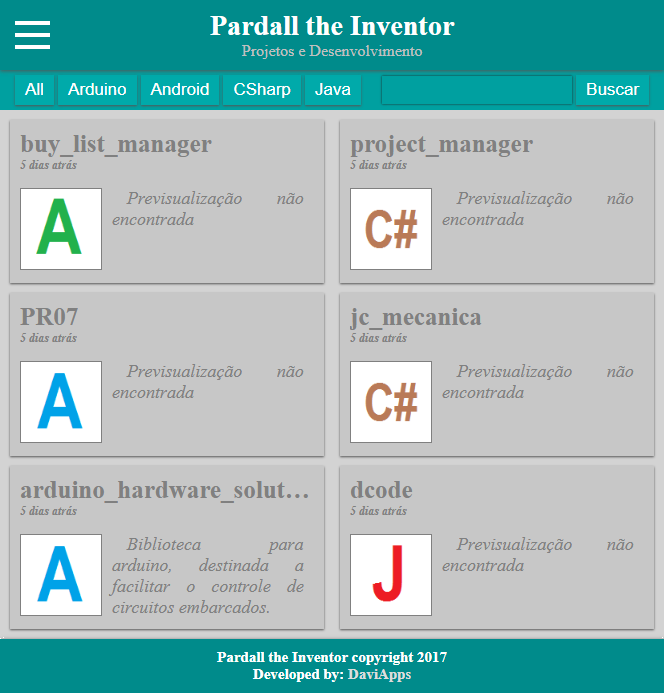 Pardall the Inventor
Projetos e Desenvolvimento
All Arduino Android CSharp Java Buscar
buy_list_manager
5 dias atrás
A
Previsualização não
encontrada
project_manager
5 dias atrás
C#
Previsualização não
encontrada
PR07
5 dias atrás
A
Previsualização não
encontrada
jc_mecanica
5 dias atrás
C#
Previsualização não
encontrada
arduino_hardware_solut...
5 dias atrás
A
Biblioteca para
arduino, destinada a
facilitar o controle de
circuitos embarcados.
dcode
5 dias atrás
J
Previsualização não
encontrada
Pardall the Inventor copyright 2017
Developed by: DaviApps